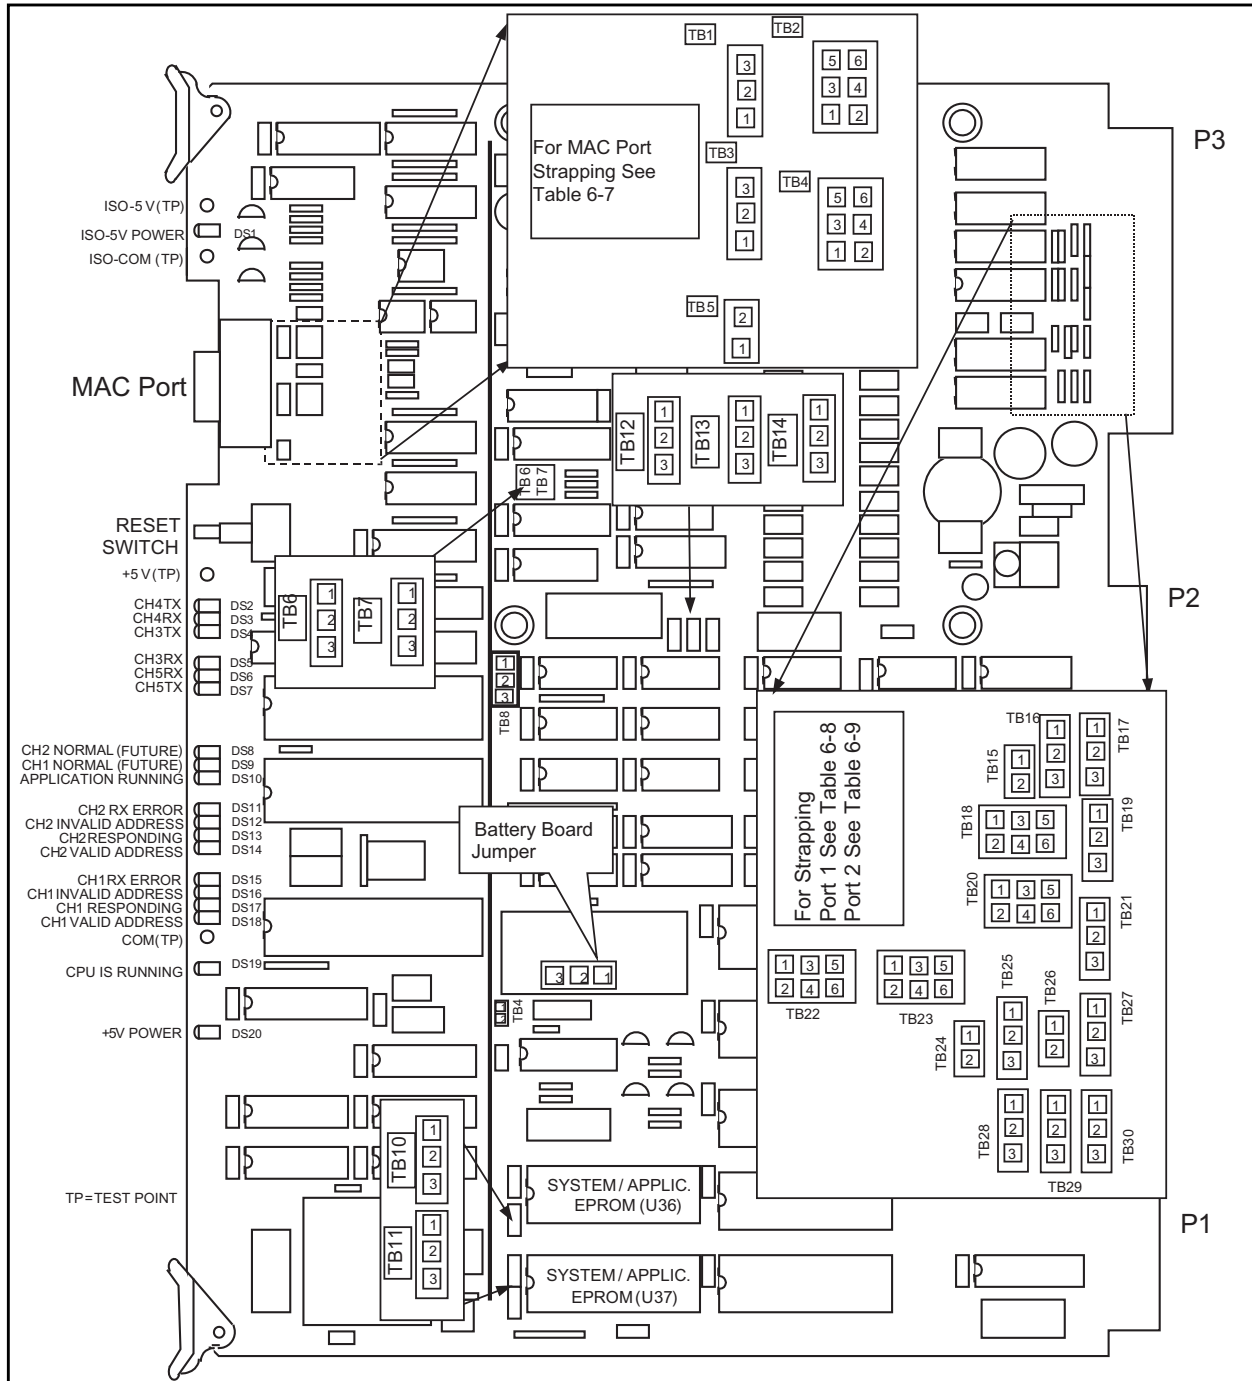 TB1
TB2
3
2
1
5 6
3 4
1 2
For MAC Port
Strapping See
Table 6-7
TB3
TB4
3
2
1
5 6
3 4
1 2
TB5
2
1
P3
ISO-5 V (TP)
ISO-5V POWER DS1
ISO-COM (TP)
MAC Port
TB12
1
2
3
TB13
1
2
3
TB14
1
2
3
TB6
TB7
RESET
SWITCH
+5 V (TP)
TB6
1
2
3
TB7
1
2
3
CH4TX DS2
CH4RX DS3
CH3TX DS4
CH3RX DS5
CH5RX DS6
CH5TX DS7
P2
1
2
3
TB8
CH2 NORMAL (FUTURE) DS8
CH1 NORMAL (FUTURE) DS9
APPLICATION RUNNING DS10
CH2 RX ERROR DS11
CH2 INVALID ADDRESS DS12
CH2 RESPONDING DS13
CH2 VALID ADDRESS DS14
CH1 RX ERROR DS15
CH1 INVALID ADDRESS DS16
CH1 RESPONDING DS17
CH1 VALID ADDRESS DS18
COM (TP)
CPU IS RUNNING DS19
+5V POWER DS20
Battery Board
Jumper
3 2 1
TB4
For Strapping
Port 1 See Table 6-8
Port 2 See Table 6-9
TB15
1
2
TB16
1
2
3
TB17
1
2
3
TB18
1 3 5
2 4 6
TB19
1
2
3
TB20
1 3 5
2 4 6
TB21
1
2
3
1 3 5
2 4 6
TB22
1 3 5
2 4 6
TB23
TB24
1
2
TB25
1
2
3
TB26
1
2
TB27
1
2
3
TB28
1
2
3
1
2
3
TB29
1
2
3
TB30
TB10
1
2
3
TB11
1
2
3
TP=TEST POINT
SYSTEM / APPLIC.
EPROM (U36)
SYSTEM / APPLIC.
EPROM (U37)
P1